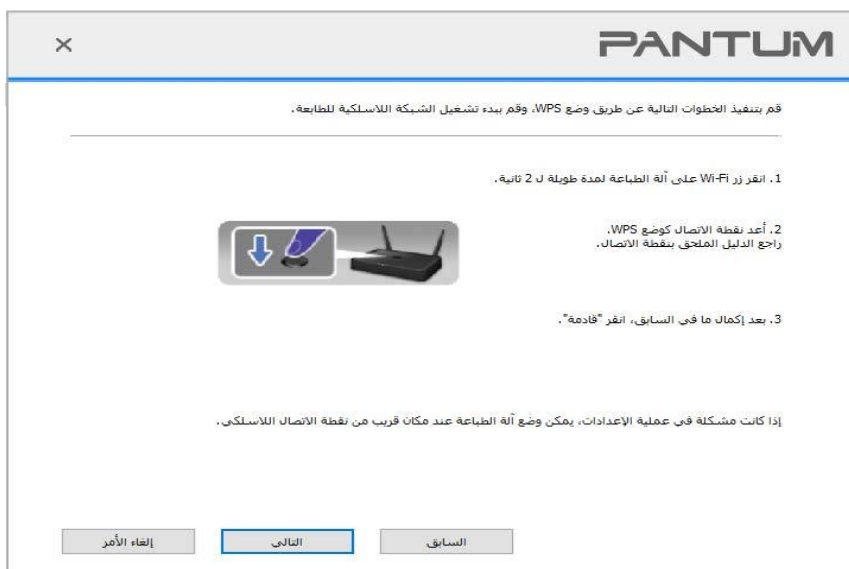 PANTUM
قم بتنفيذ الخطوات التالية عن طريق وضع WPS، وقم ببدء تشغيل الشبكة اللاسلكية للطابعة.
1. انقر زر Wi-Fi على آلة الطباعة لمدة طويلة ل 2 ثانية.
2. أعد نقطة الاتصال كوضع WPS.
راجع الدليل الملحق بنقطة الاتصال.
3. بعد إكمال ما في السابق، انقر "قادمة".
إذا كانت مشكلة في عملية الإعدادات، يمكن وضع آلة الطباعة عند مكان قريب من نقطة الاتصال اللاسلكي.
السابق
التالي
إلغاء الأمر